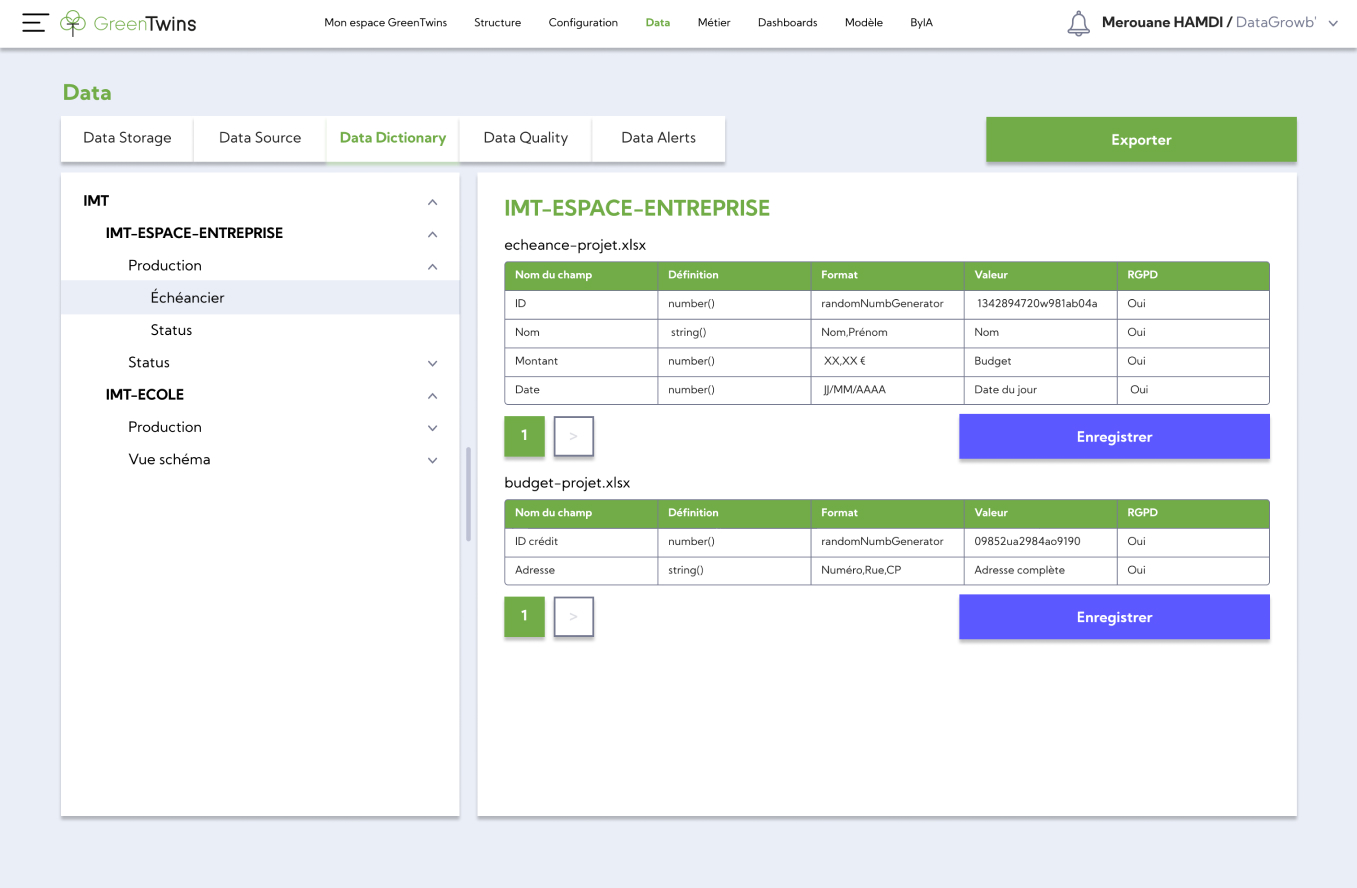 GreenTwins
Mon espace GreenTwins Structure Configuration Data Métier Dashboards Modèle ByIA
Merouane HAMDI / DataGrowb'
Data
Data Storage Data Source Data Dictionary Data Quality Data Alerts
Exporter
IMT
IMT-ESPACE-ENTREPRISE
Production
Échéancier
Status
Status
IMT-ECOLE
Production
Vue schéma
IMT-ESPACE-ENTREPRISE
echeance-projet.xlsx
Nom du champ Définition Format Valeur RGPD
ID number() randomNumbGenerator 1342894720w981ab04a Oui
Nom string() Nom,Prénom Nom Oui
Montant number() XX,XX € Budget Oui
Date number() JJ/MM/AAAA Date du jour Oui
1 >
Enregistrer
budget-projet.xlsx
Nom du champ Définition Format Valeur RGPD
ID crédit number() randomNumbGenerator 09852ua2984ao9190 Oui
Adresse string() Numéro,Rue,CP Adresse complète Oui
1 >
Enregistrer